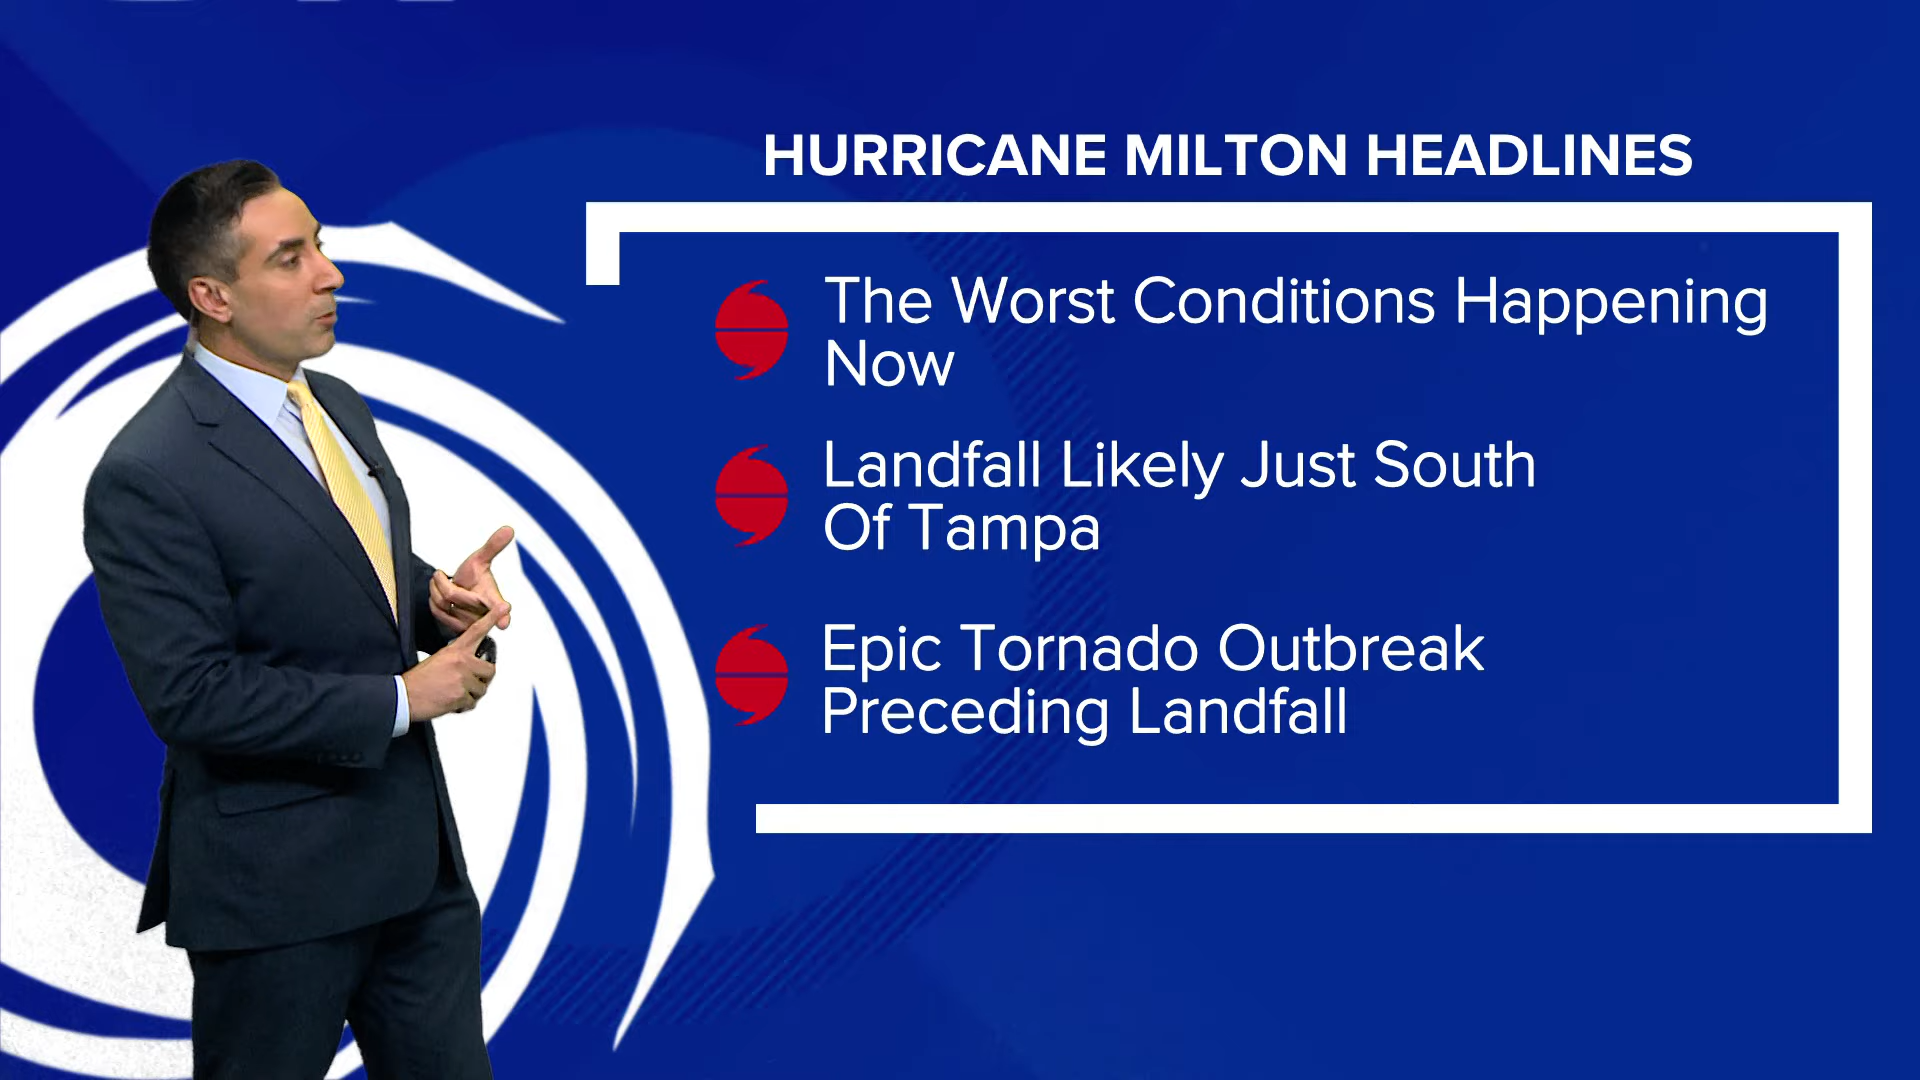 HURRICANE MILTON HEADLINES
The Worst Conditions Happening
Now
Landfall Likely Just South
Of Tampa
Epic Tornado Outbreak
Preceding Landfall